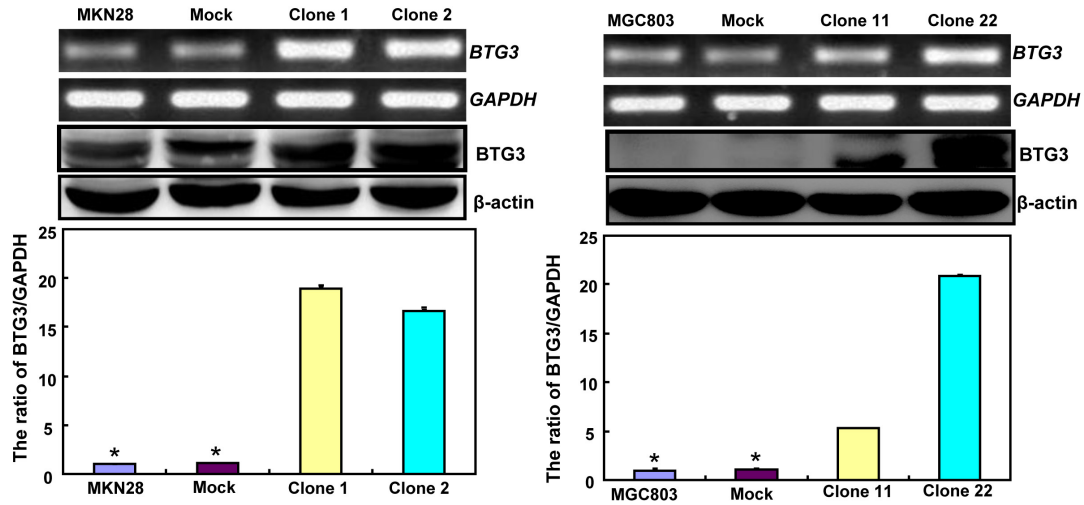 MKN28 Mock Clone 1 Clone 2
BTG3
GAPDH
BTG3
β-actin
The ratio of BTG3/GAPDH
25
20
15
10
5
0
* *
MKN28 Mock Clone 1 Clone 2
MGC803 Mock Clone 11 Clone 22
BTG3
GAPDH
BTG3
β-actin
The ratio of BTG3/GAPDH
25
20
15
10
5
0
* *
MGC803 Mock Clone 11 Clone 22